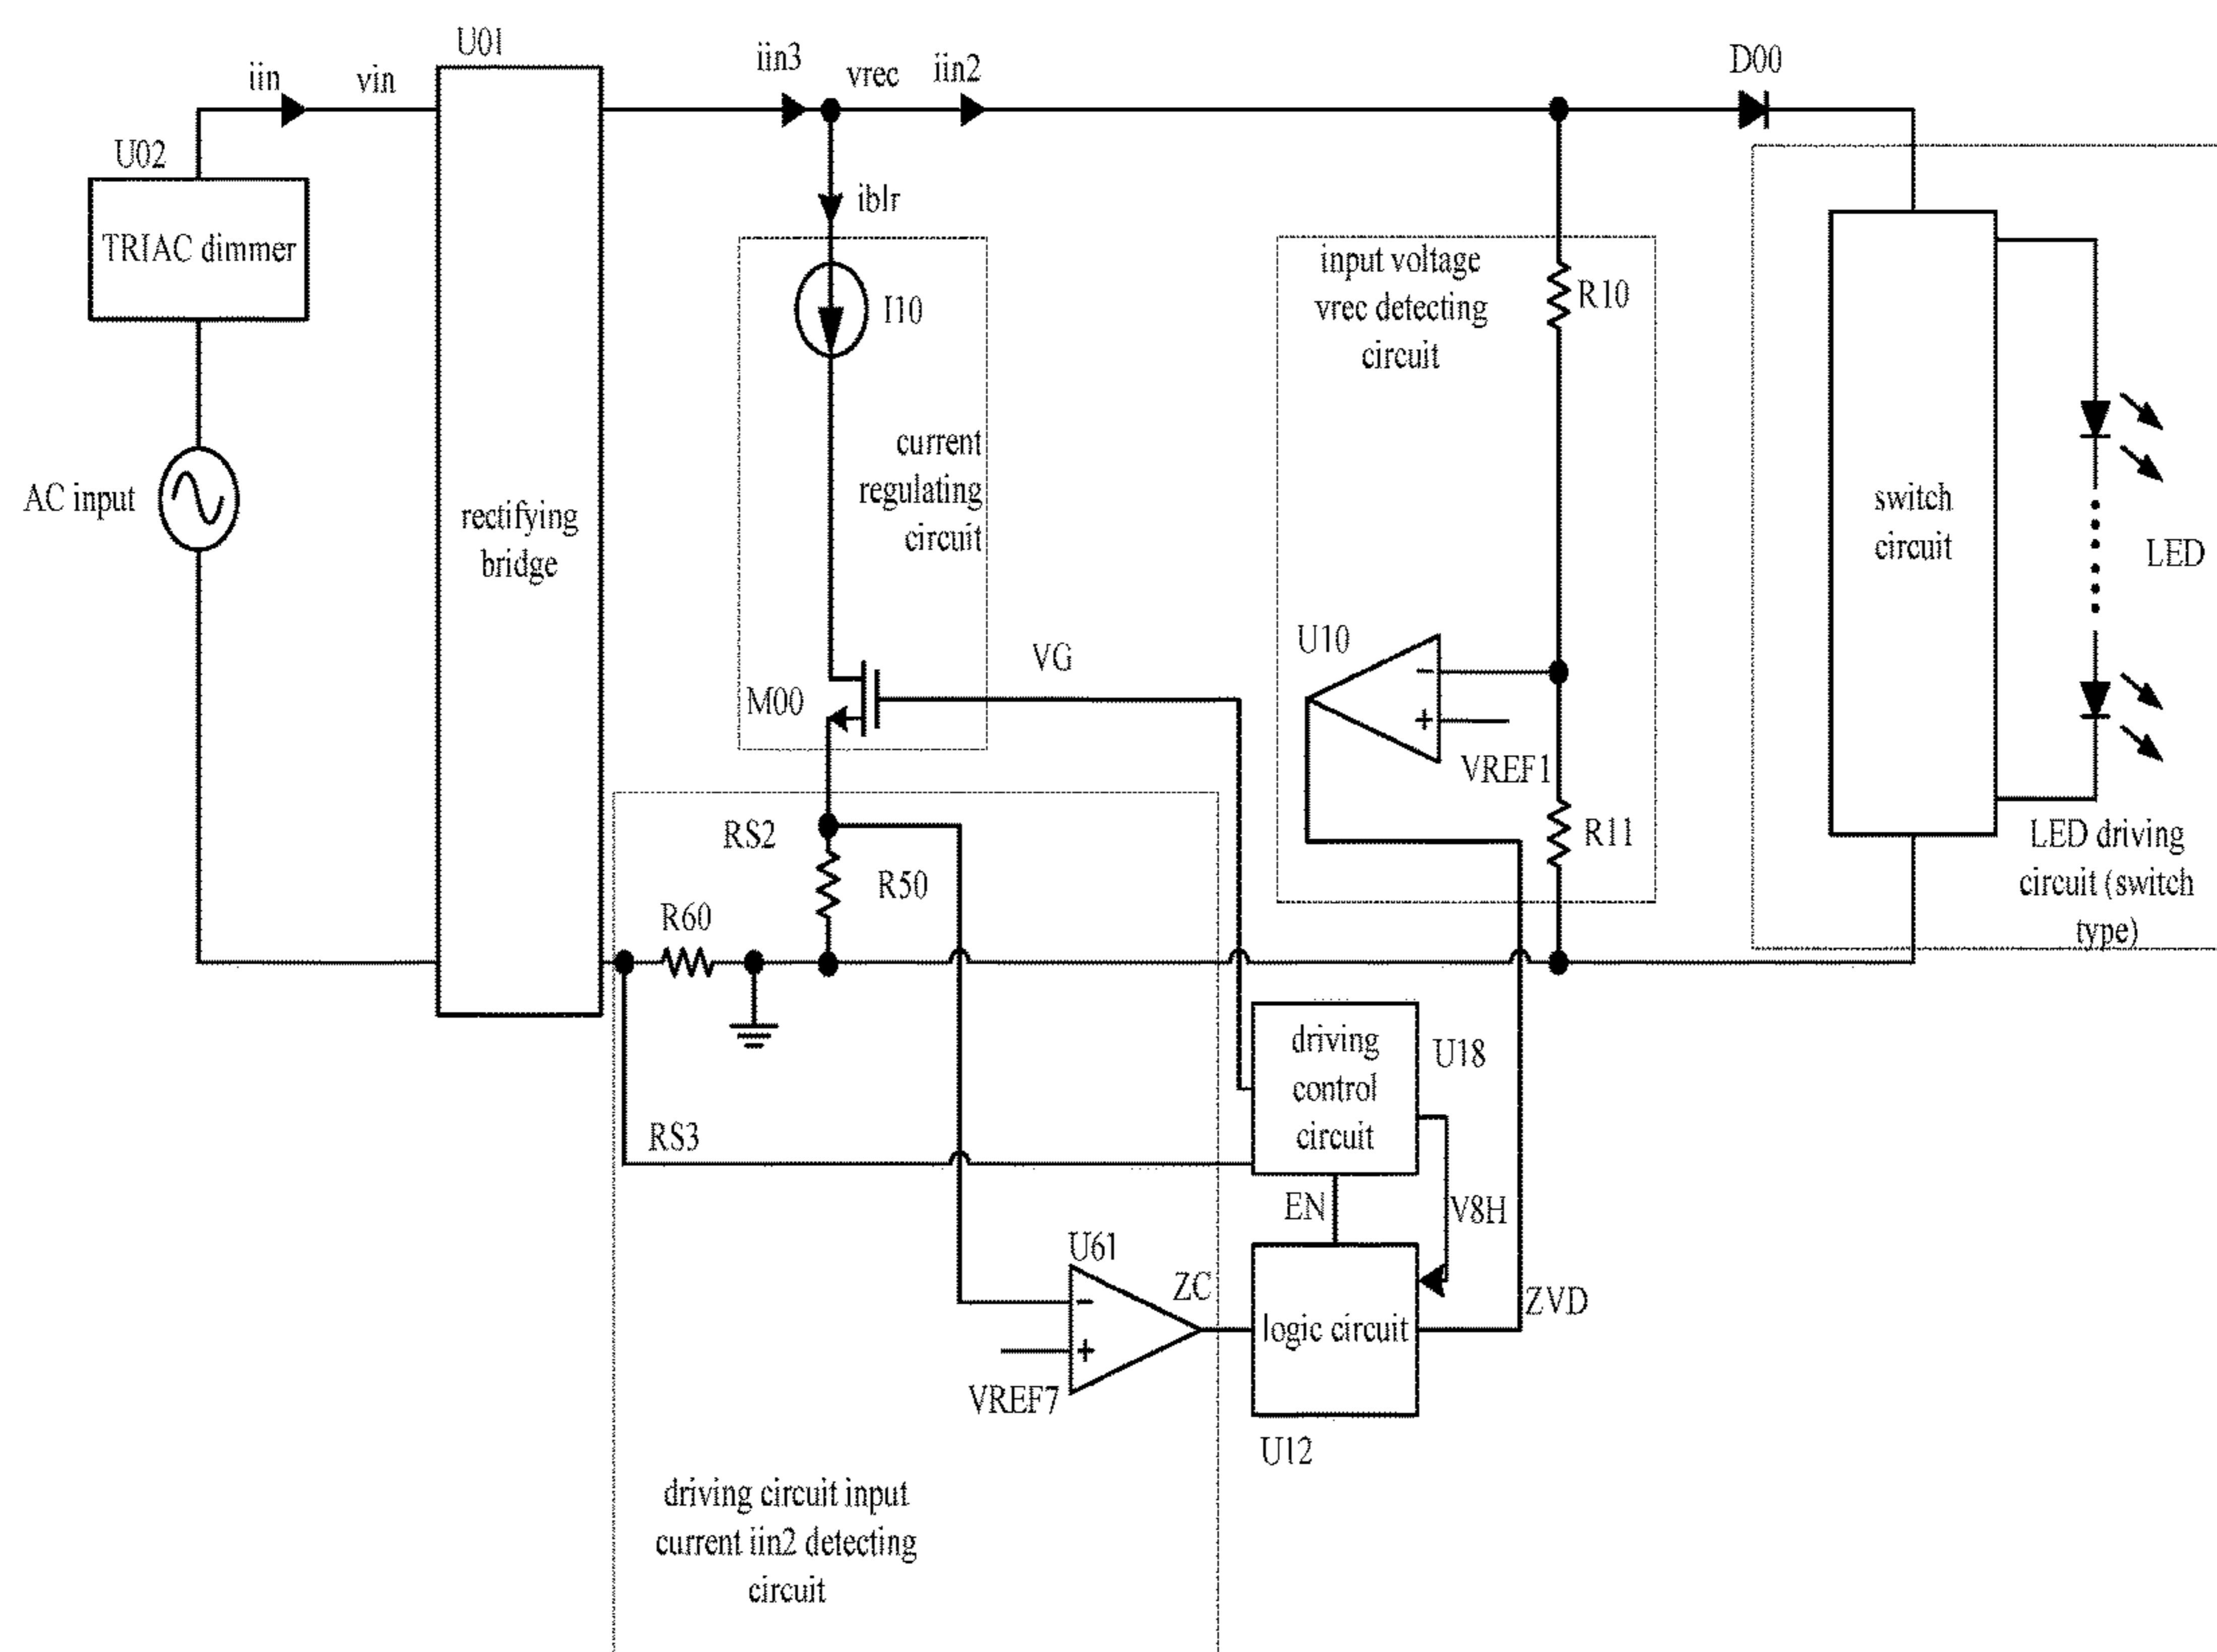 U01
iin
vin
iin3
vrec
iin2
D00
U02
TRIAC dimmer
iblr
I10
input voltage
vrec detecting
circuit
R10
AC input
rectifying
bridge
current
regulating
circuit
switch
circuit
LED
U10
-
+
VREF1
VG
M00
R11
LED driving
circuit (switch
type)
RS2
R50
R60
driving
control
circuit
U18
RS3
EN
V8H
U61
-
+
ZC
logic circuit
ZVD
VREF7
U12
driving circuit input
current iin2 detecting
circuit